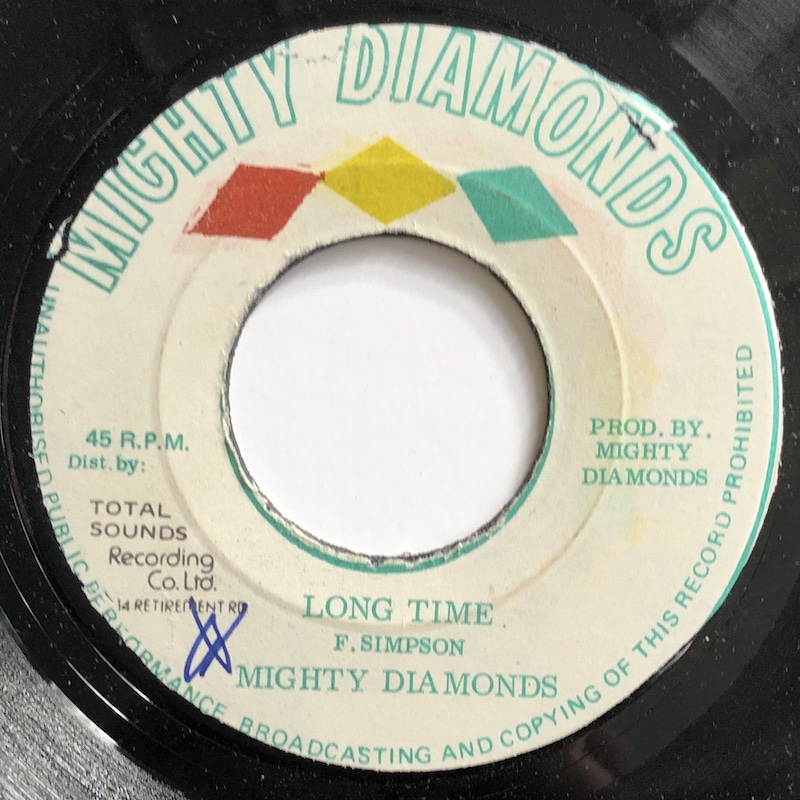 MIGHTY DIAMONDS
45 R.P.M.
Dist. by:
TOTAL
SOUNDS
Recording
Co. Ltd.
14 RETIREMENT RD
PROD. BY.
MIGHTY
DIAMONDS
LONG TIME
F. SIMPSON
MIGHTY DIAMONDS
UNAUTHORISED PUBLIC PERFORMANCE BROADCASTING AND COPYING OF THIS RECORD PROHIBITED